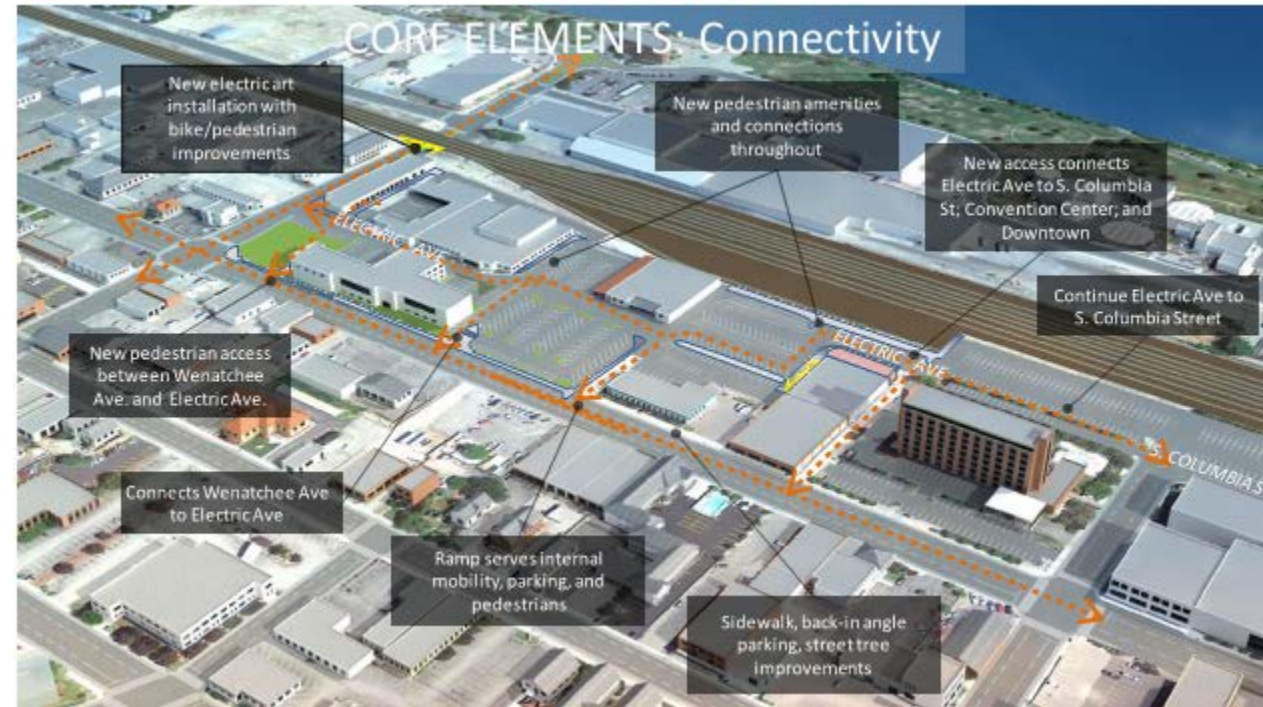 CORE ELEMENTS: Connectivity
New electric art
installation with
bike/pedestrian
improvements
New pedestrian amenities
and connections
throughout
New access connects
Electric Ave to S. Columbia
St; Convention Center; and
Downtown
Continue Electric Ave to
S. Columbia Street
ELECTRIC AVE
ELECTRIC AVE
S. COLUMBIA S
New pedestrian access
between Wenatchee
Ave. and Electric Ave.
Connects Wenatchee Ave
to Electric Ave
Ramp serves internal
mobility, parking, and
pedestrians
Sidewalk, back-in angle
parking, street tree
improvements